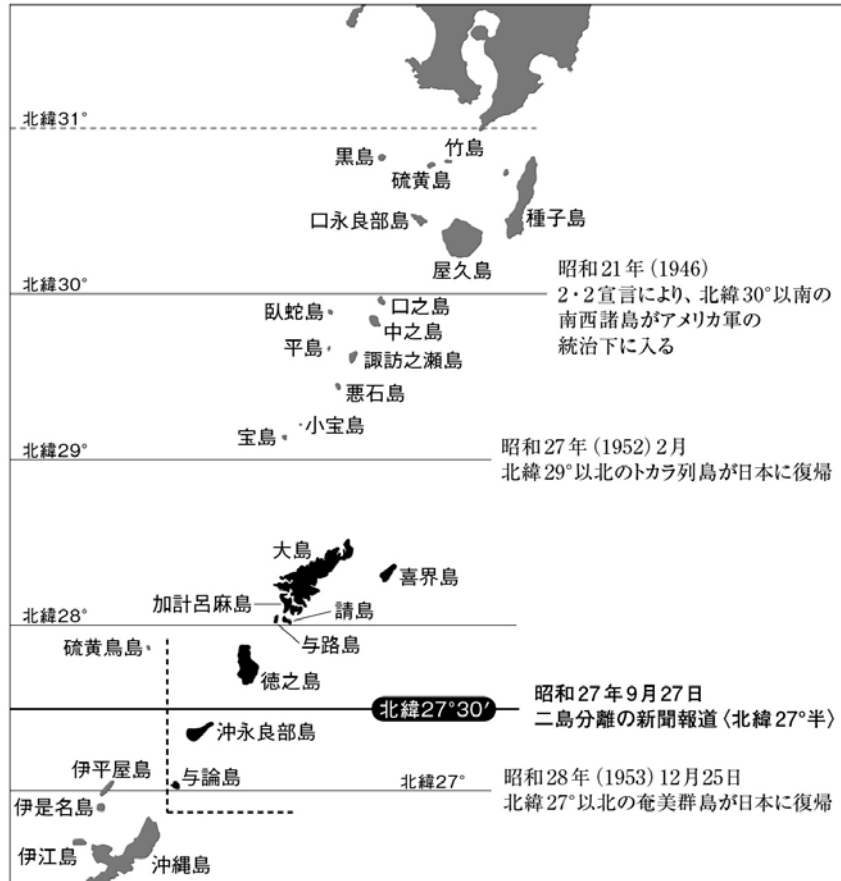 北緯31°
竹島
黒島
硫黄島
口永良部島
種子島
屋久島
昭和21年(1946)
2・2宣言により、北緯30°以南の
南西諸島がアメリカ軍の
統治下に入る
北緯30°
口之島
臥蛇島
中之島
平島
諏訪之瀬島
悪石島
小宝島
宝島
昭和27年(1952)2月
北緯29°以北のトカラ列島が日本に復帰
北緯29°
大島
喜界島
加計呂麻島
請島
北緯28°
与路島
硫黄鳥島
徳之島
昭和27年9月27日
二島分離の新聞報道〈北緯27°半〉
北緯27°30′
沖永良部島
伊平屋島
与論島
北緯27°
昭和28年(1953)12月25日
北緯27°以北の奄美群島が日本に復帰
伊是名島
伊江島
沖縄島